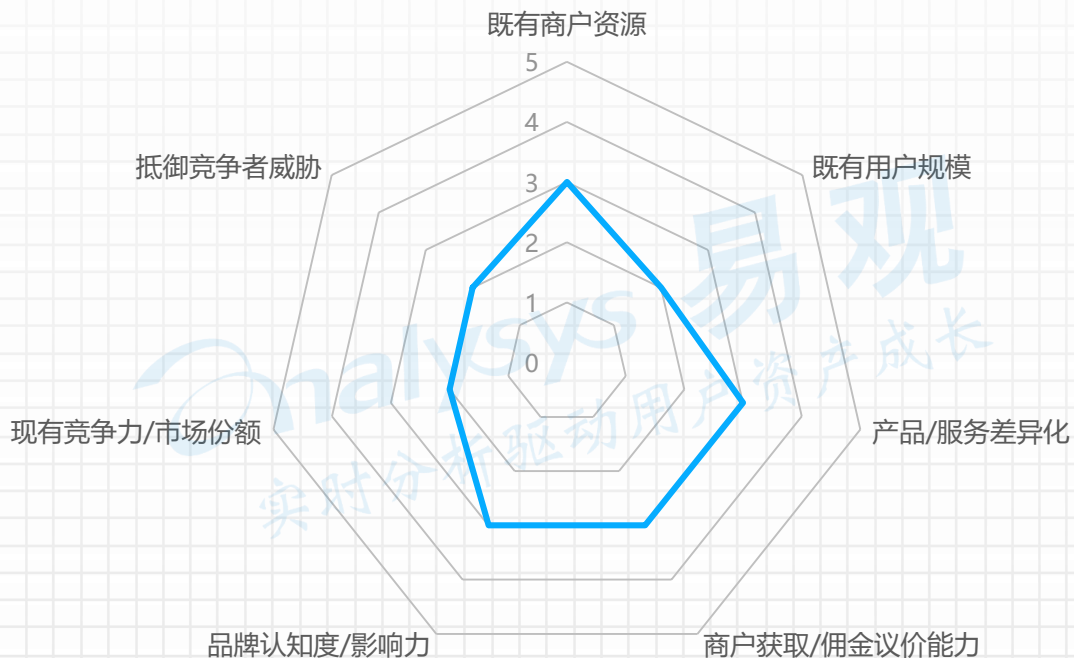 既有商户资源
5
4
抵御竞争者威胁
既有用户规模
3
易观
2
1
analysys
0
实时分析驱动用户资产成长
现有竞争力/市场份额
产品/服务差异化
品牌认知度/影响力
商户获取/佣金议价能力